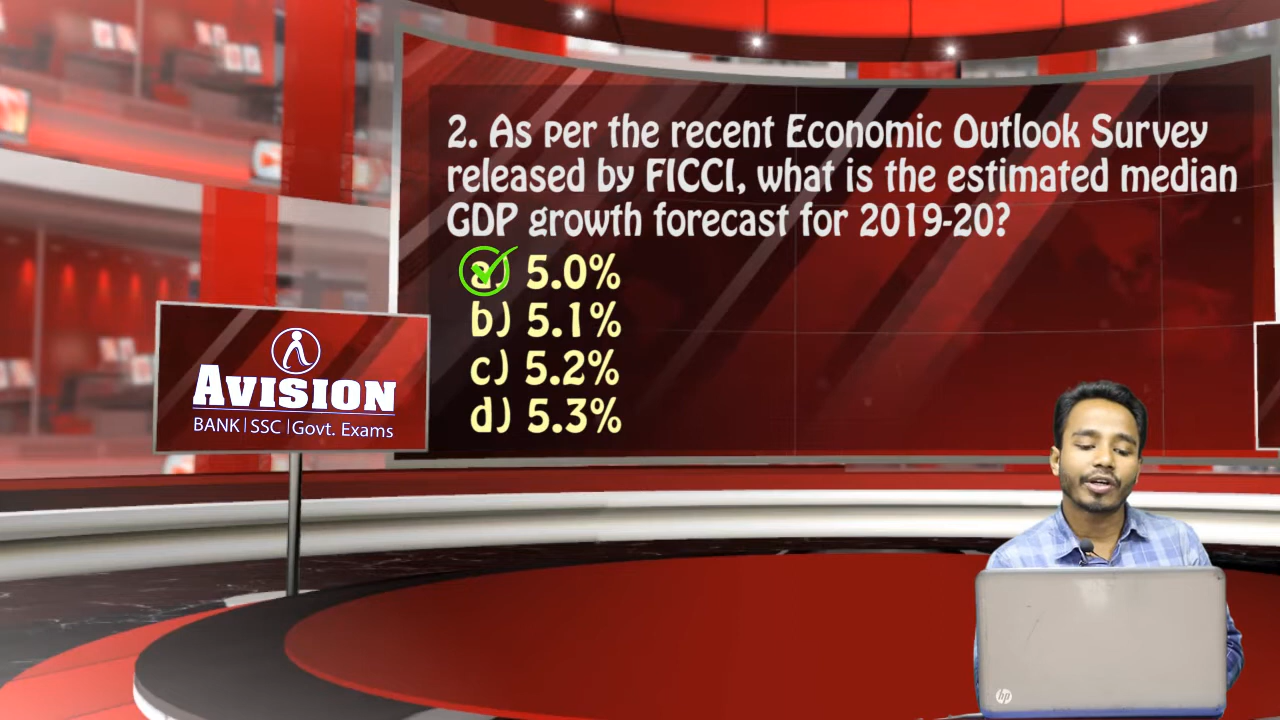 2. As per the recent Economic Outlook Survey
released by FICCI, what is the estimated median
GDP growth forecast for 2019-20?
a) 5.0%
b) 5.1%
c) 5.2%
d) 5.3%
AVISION
BANK | SSC | Govt. Exams
hp